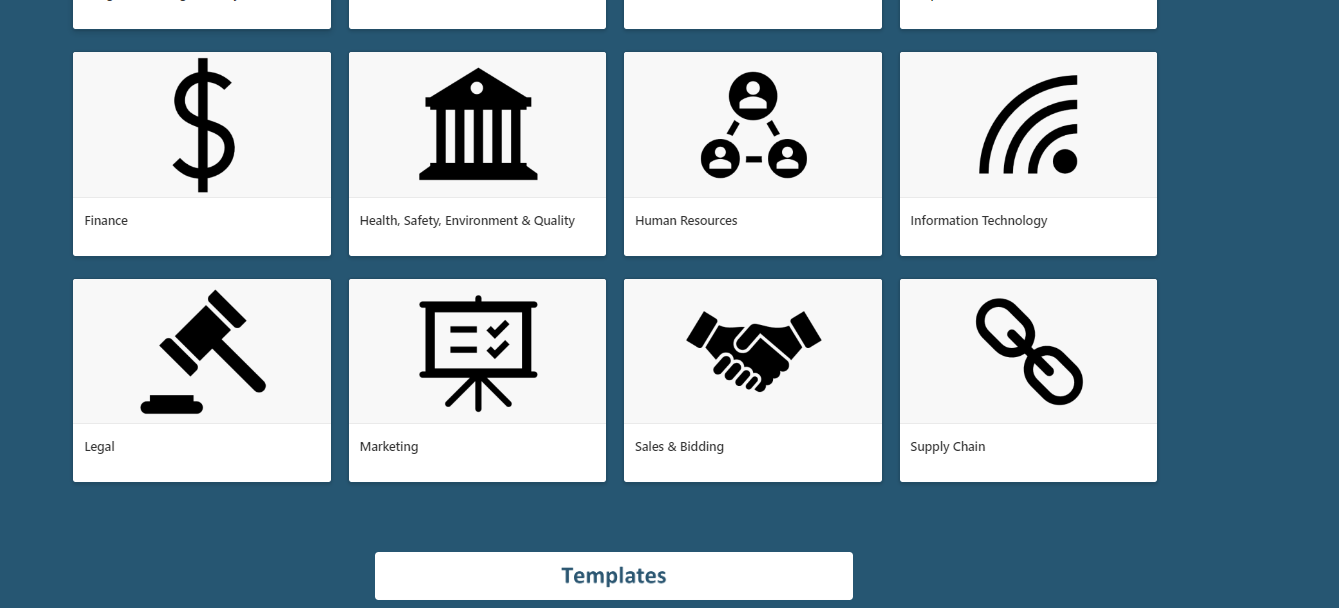 Finance
Health, Safety, Environment & Quality
Human Resources
Information Technology
Legal
Marketing
Sales & Bidding
Supply Chain
Templates